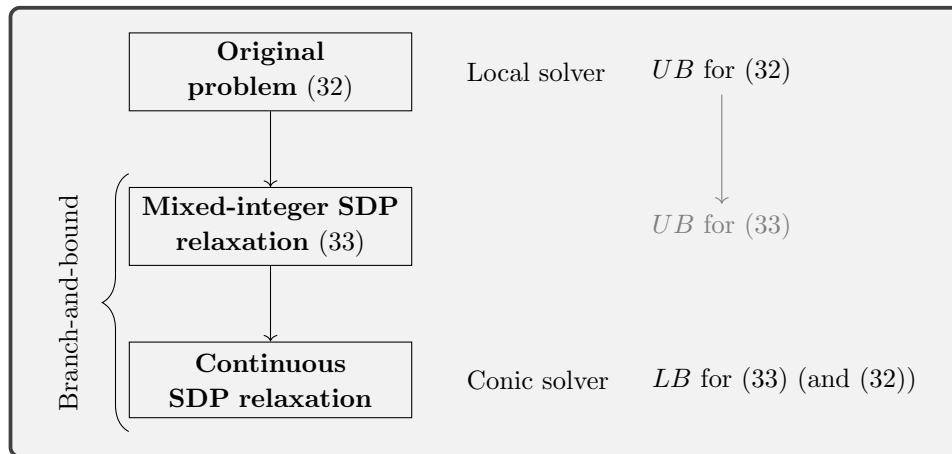 Original
problem (32)
Local solver
UB for (32)
Branch-and-bound
Mixed-integer SDP
relaxation (33)
UB for (33)
Continuous
SDP relaxation
Conic solver
LB for (33) (and (32))